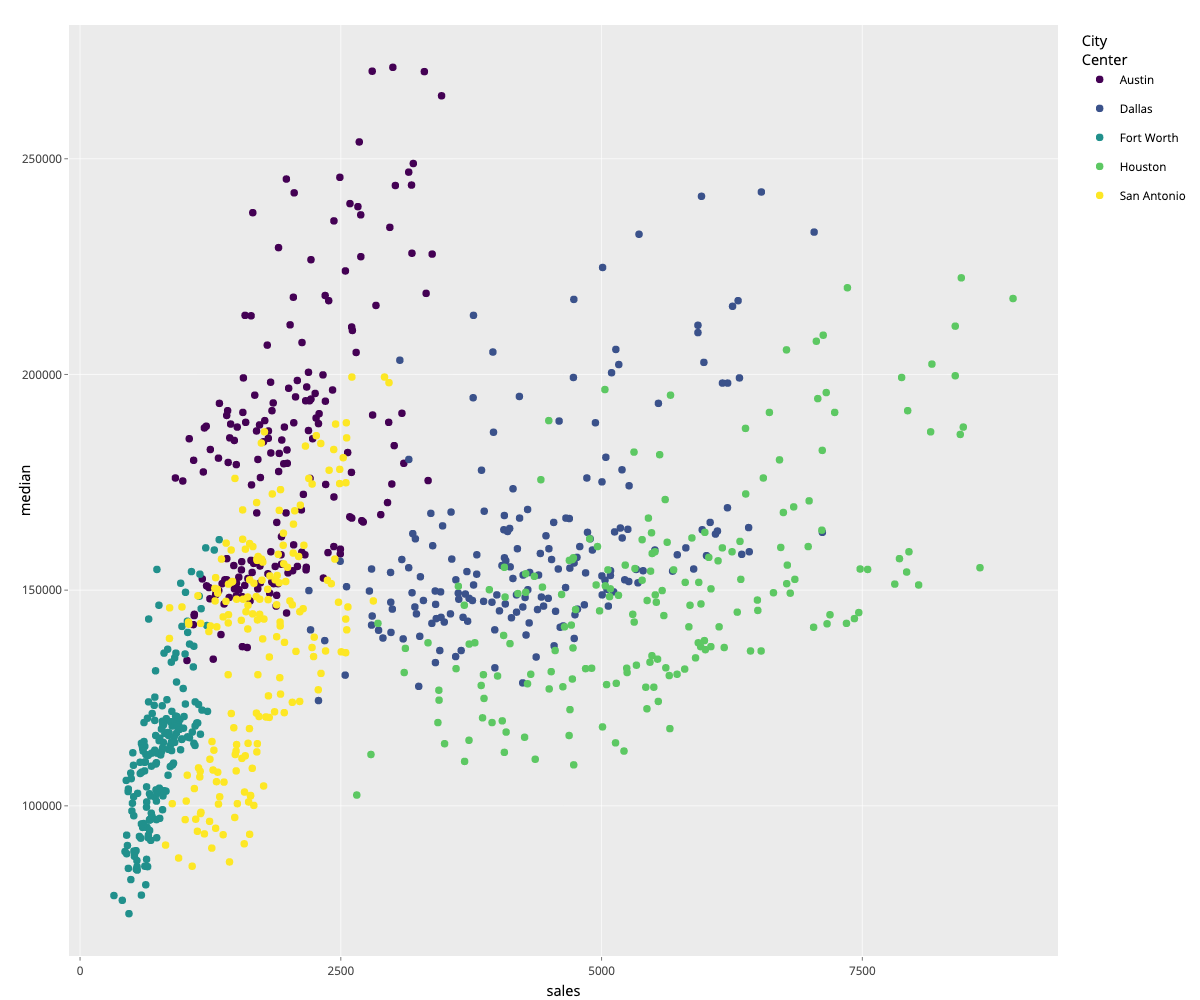 City
Center
Austin
Dallas
Fort Worth
Houston
San Antonio
median
250000
200000
150000
100000
0
2500
5000
7500
sales